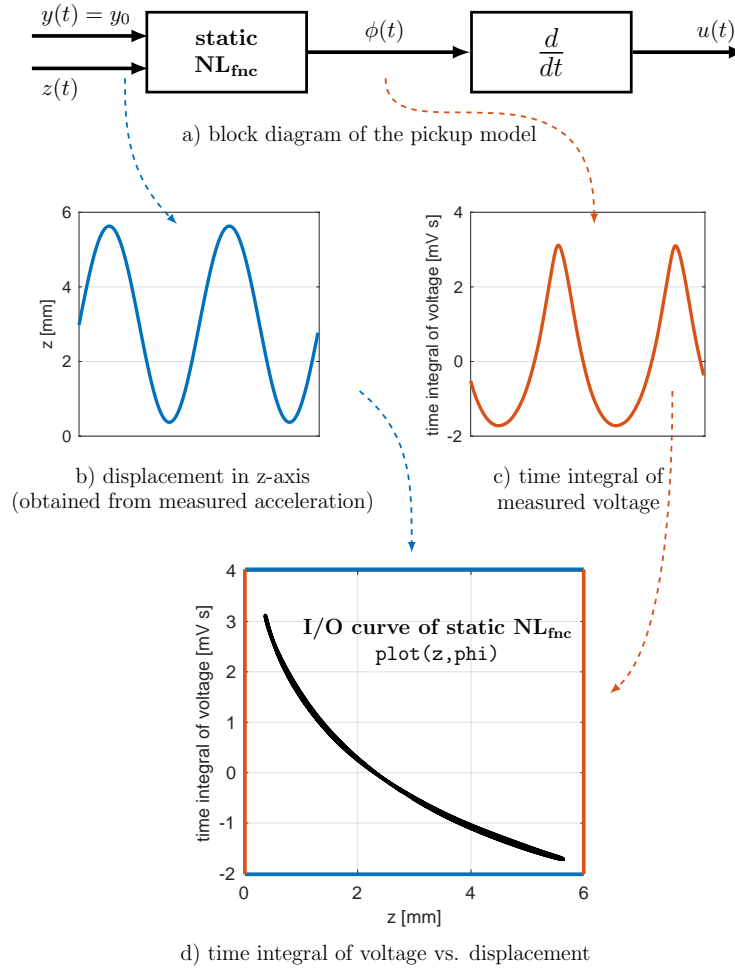 y(t) = y₀
z(t)
static
NL_fnc
ϕ(t)
d
dt
u(t)
a) block diagram of the pickup model
6
4
2
0
z [mm]
4
2
0
-2
time integral of voltage [mV s]
b) displacement in z-axis
(obtained from measured acceleration)
c) time integral of
measured voltage
4
3
2
1
0
-1
-2
time integral of voltage [mV s]
I/O curve of static NL_fnc
plot(z,phi)
0
2
4
6
z [mm]
d) time integral of voltage vs. displacement